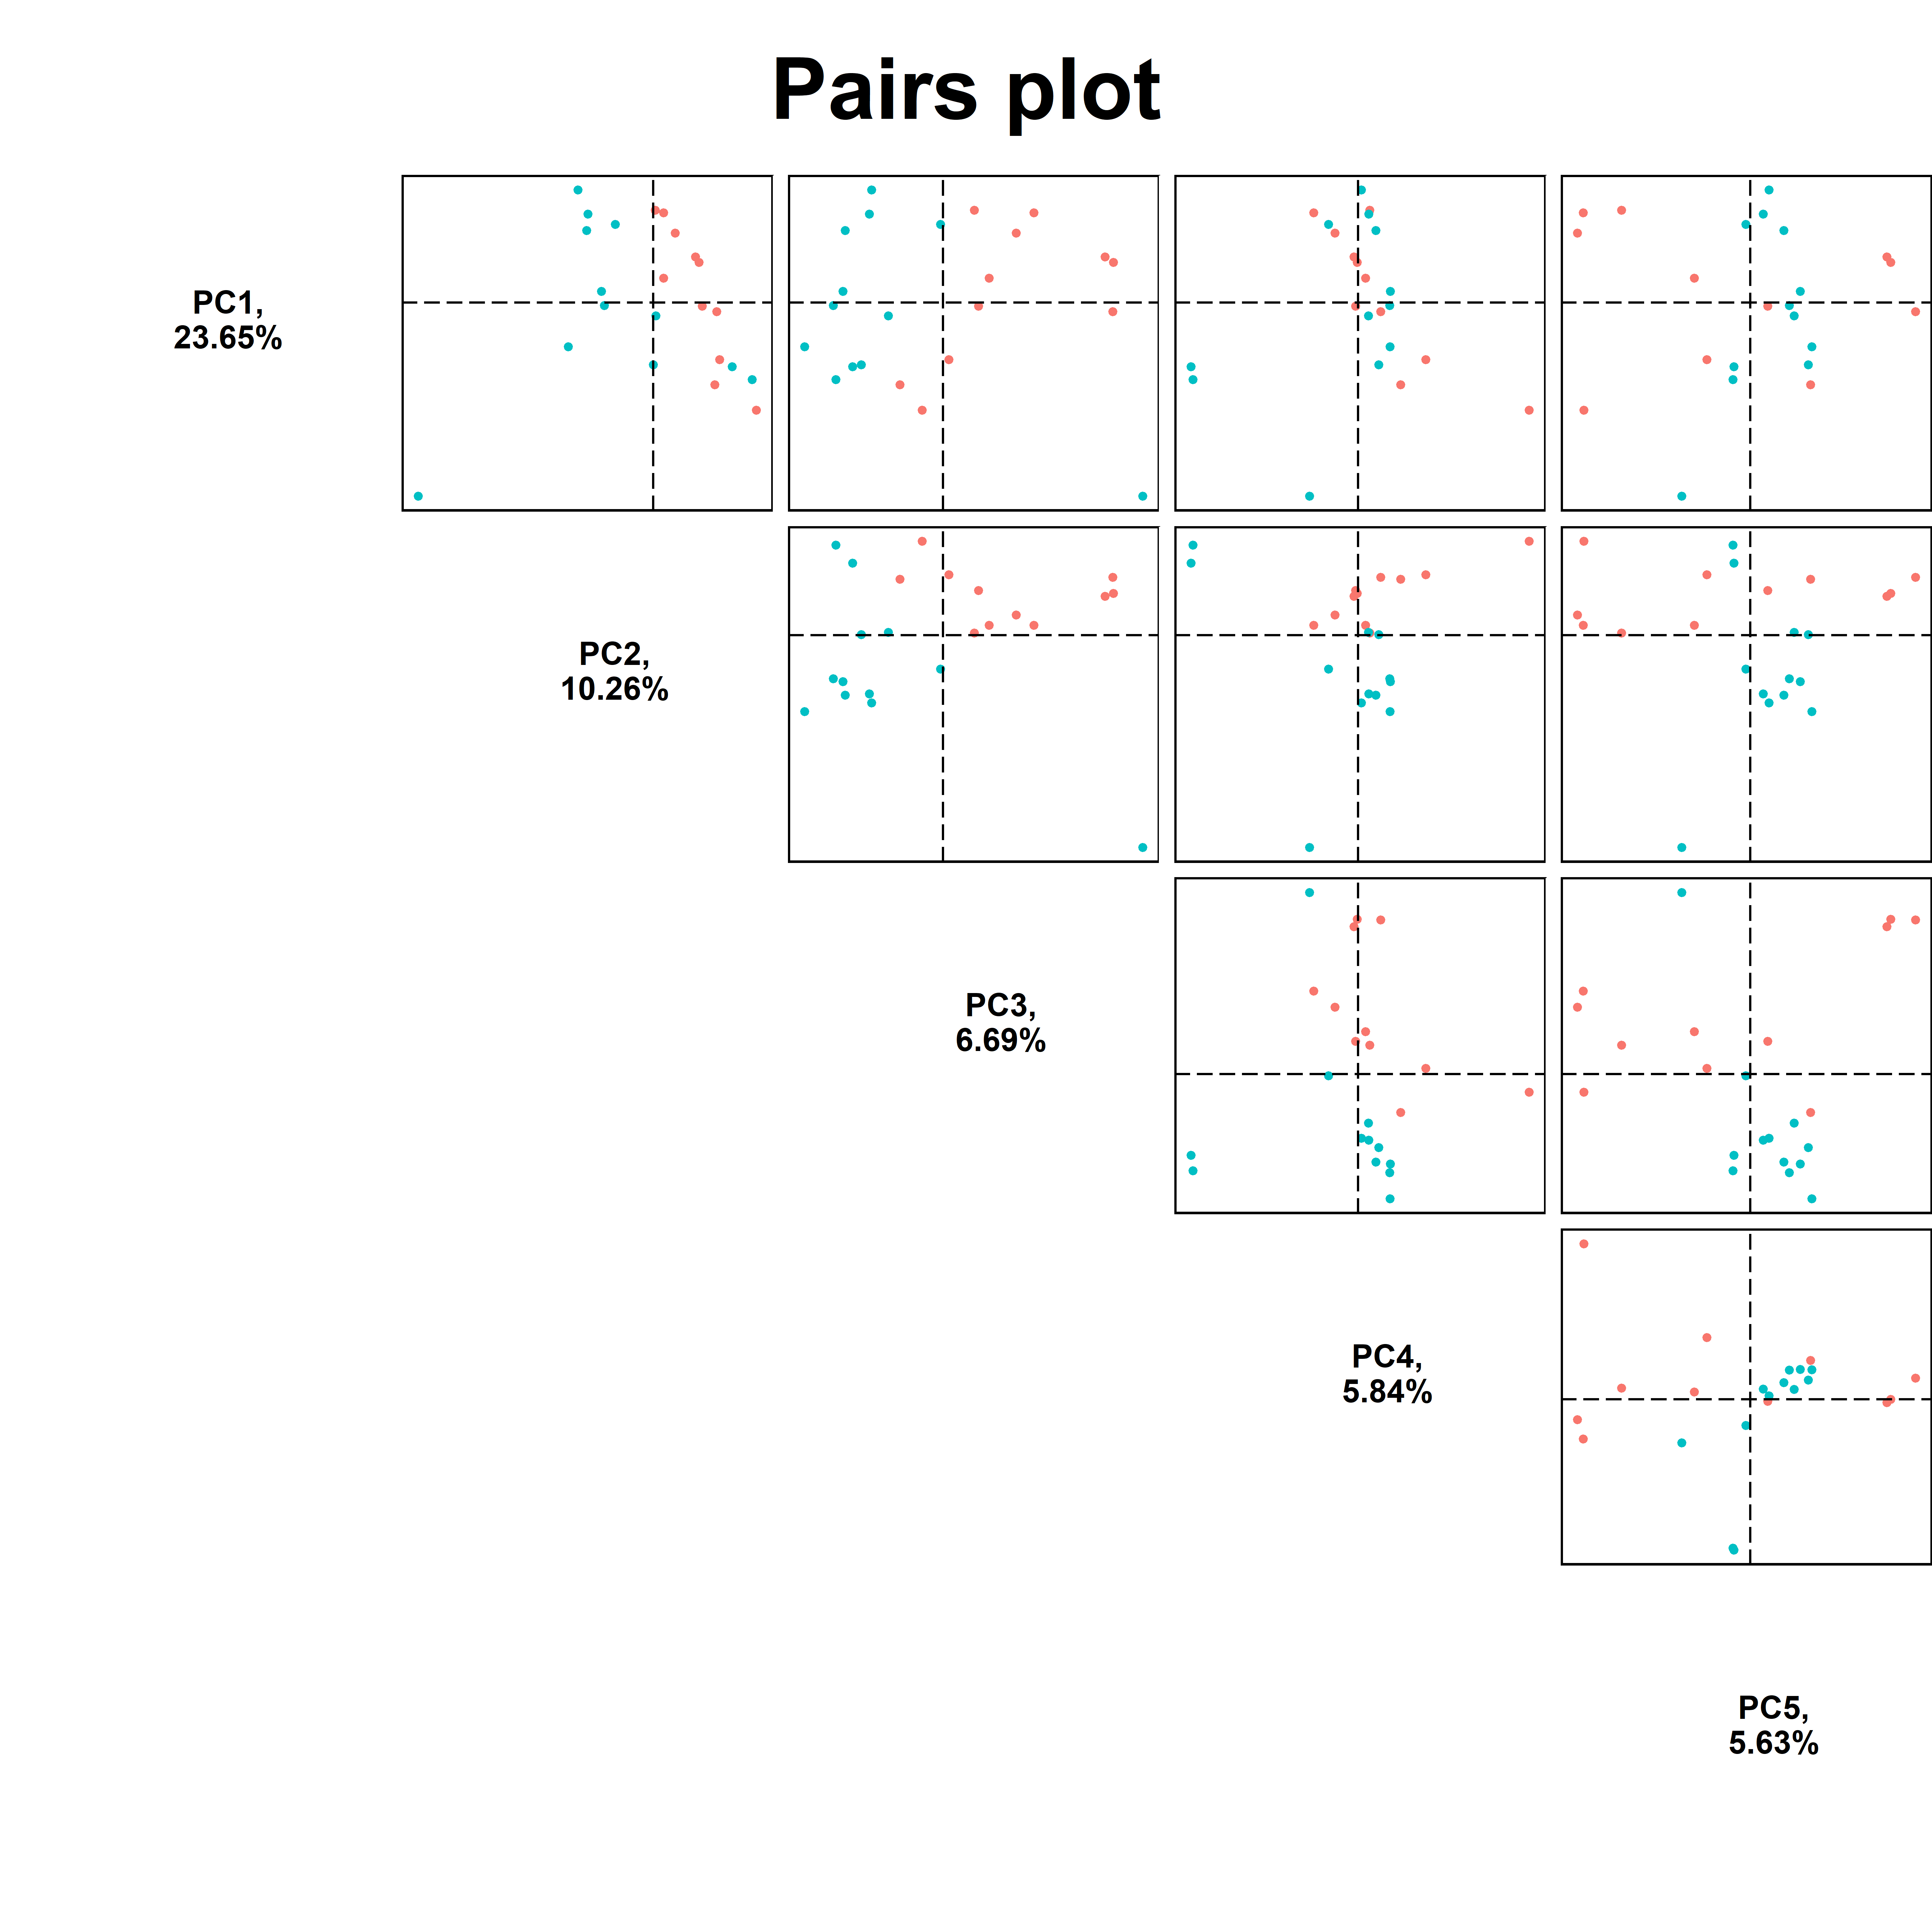 Pairs plot
PC1,
23.65%
PC2,
10.26%
PC3,
6.69%
PC4,
5.84%
PC5,
5.63%